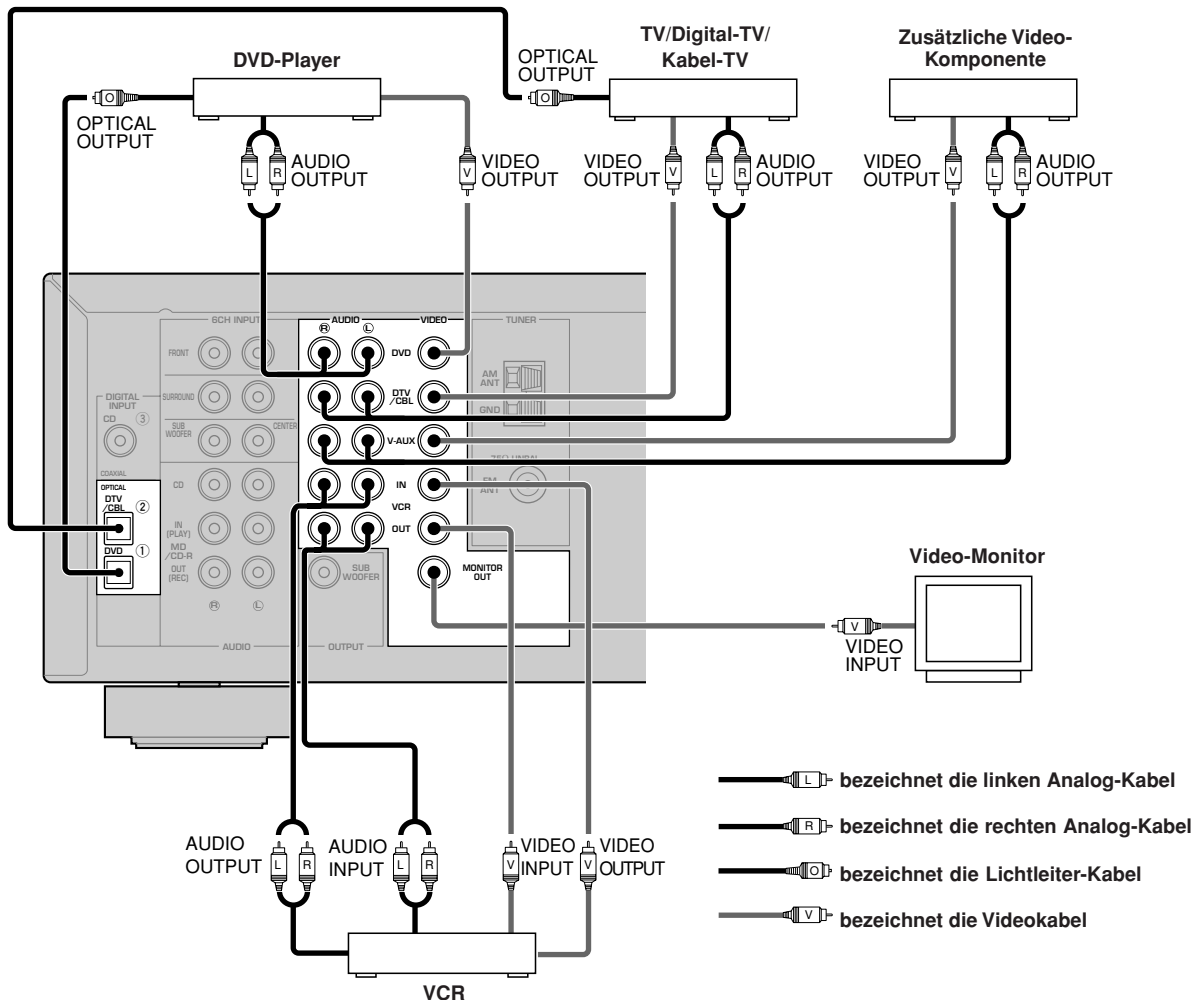 DVD-Player
TV/Digital-TV/
Kabel-TV
Zusätzliche Video-
Komponente
OPTICAL
OUTPUT
OPTICAL
OUTPUT
L
R
AUDIO
OUTPUT
V
VIDEO
OUTPUT
VIDEO
OUTPUT
V
L
R
AUDIO
OUTPUT
VIDEO
OUTPUT
V
L
R
AUDIO
OUTPUT
O
O
6CH INPUT
AUDIO
VIDEO
TUNER
R
L
FRONT
DVD
AM
ANT
SURROUND
DTV
/CBL
GND
DIGITAL
INPUT
CD
③
SUB
WOOFER
CENTER
V-AUX
75Ω UNBAL.
COAXIAL
OPTICAL
DTV
/CBL
②
CD
IN
FM
ANT
VCR
IN
(PLAY)
OUT
MD
/CD-R
DVD
①
OUT
(REC)
SUB
WOOFER
MONITOR
OUT
R
L
AUDIO
OUTPUT
Video-Monitor
V
VIDEO
INPUT
AUDIO
OUTPUT
L
R
AUDIO
INPUT
L
R
V
VIDEO
INPUT
V
VIDEO
OUTPUT
VCR
L
bezeichnet die linken Analog-Kabel
R
bezeichnet die rechten Analog-Kabel
O
bezeichnet die Lichtleiter-Kabel
V
bezeichnet die Videokabel